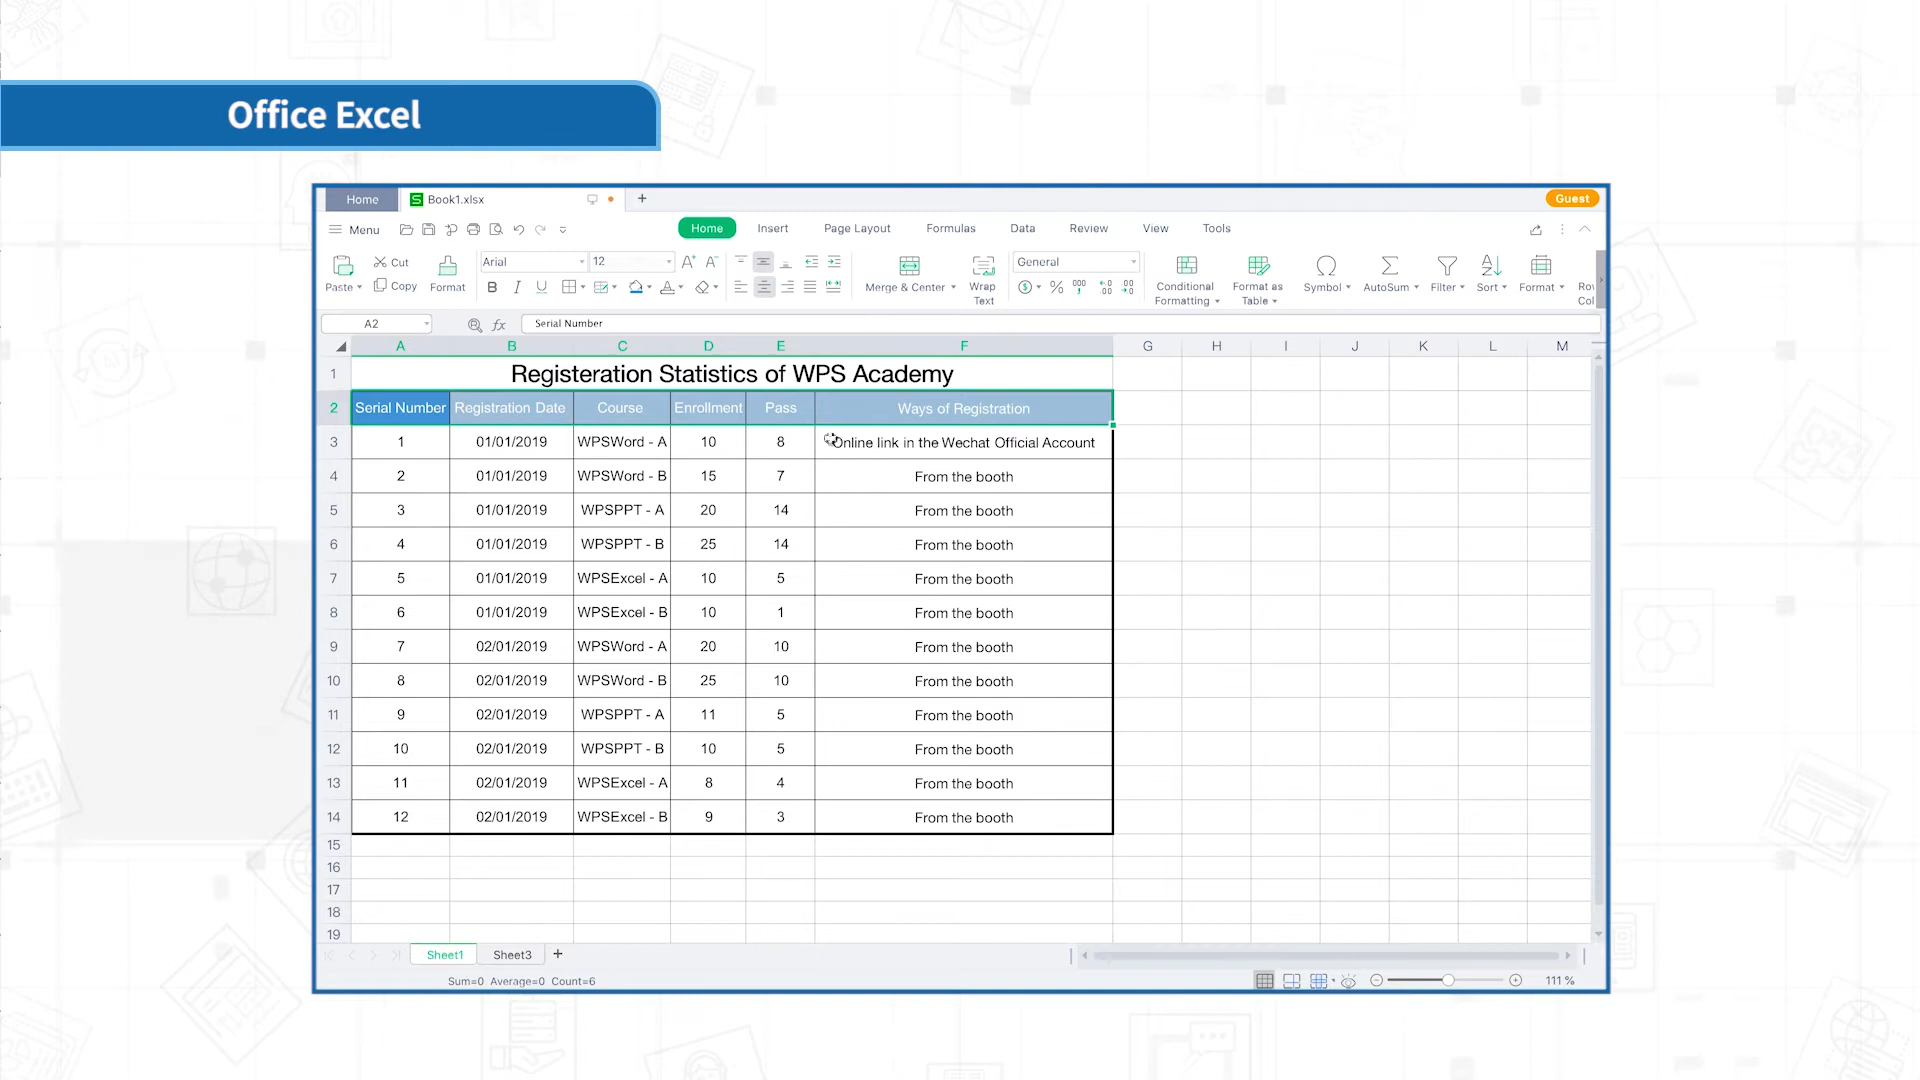 Office Excel
Home Book1.xlsx + Guest
Menu Home Insert Page Layout Formulas Data Review View Tools
Cut Arial 12 A+ A- General
Paste Copy Format B I U Merge & Center Wrap Text Conditional Formatting Format as Table Symbol AutoSum Filter Sort Format Row Col
A2 fx Serial Number
A B C D E F G H I J K L M
1 Registeration Statistics of WPS Academy
2 Serial Number Registration Date Course Enrollment Pass Ways of Registration
3 1 01/01/2019 WPSWord - A 10 8 Online link in the Wechat Official Account
4 2 01/01/2019 WPSWord - B 15 7 From the booth
5 3 01/01/2019 WPSPPT - A 20 14 From the booth
6 4 01/01/2019 WPSPPT - B 25 14 From the booth
7 5 01/01/2019 WPSExcel - A 10 5 From the booth
8 6 01/01/2019 WPSExcel - B 10 1 From the booth
9 7 02/01/2019 WPSWord - A 20 10 From the booth
10 8 02/01/2019 WPSWord - B 25 10 From the booth
11 9 02/01/2019 WPSPPT - A 11 5 From the booth
12 10 02/01/2019 WPSPPT - B 10 5 From the booth
13 11 02/01/2019 WPSExcel - A 8 4 From the booth
14 12 02/01/2019 WPSExcel - B 9 3 From the booth
15
16
17
18
19
Sheet1 Sheet3 +
Sum=0 Average=0 Count=6 111 %